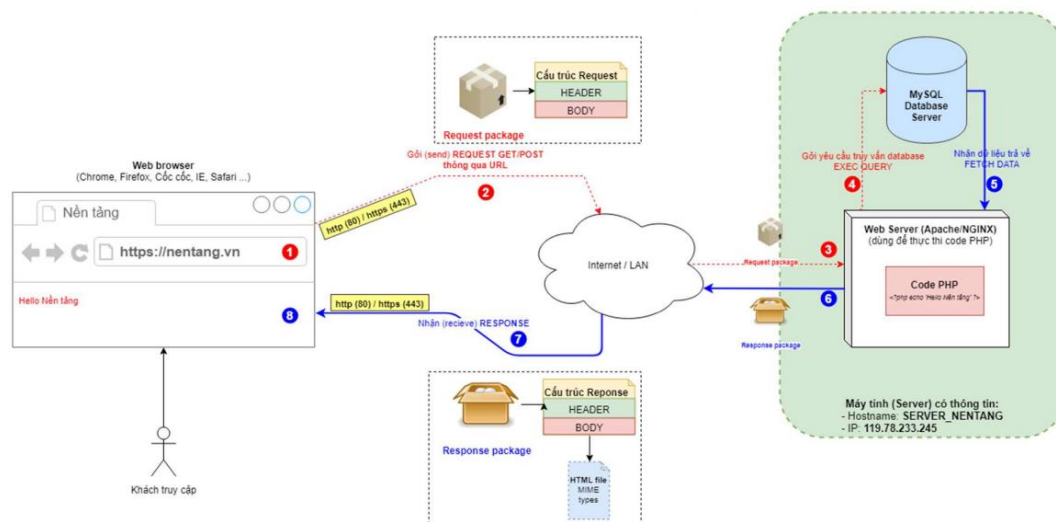 Cấu trúc Request
HEADER
BODY
Request package
Gởi (send) REQUEST GET/POST
thông qua URL
2
http (80) / https (443)
Web browser
(Chrome, Firefox, Cốc cốc, IE, Safari ...)
Nền tảng
https://nentang.vn
1
Hello Nền tảng
8
http (80) / https (443)
Nhận (recieve) RESPONSE
7
Khách truy cập
Internet / LAN
Cấu trúc Reponse
HEADER
BODY
Response package
HTML file
MIME
types
MySQL
Database
Server
Gởi yêu cầu truy vấn database
EXEC QUERY
4
Nhận dữ liệu trả về
FETCH DATA
5
Request package
3
6
Response package
Web Server (Apache/NGINX)
(dùng để thực thi code PHP)
Code PHP
<?php echo 'Hello Nền tảng' ?>
Máy tính (Server) có thông tin:
- Hostname: SERVER_NENTANG
- IP: 119.78.233.245